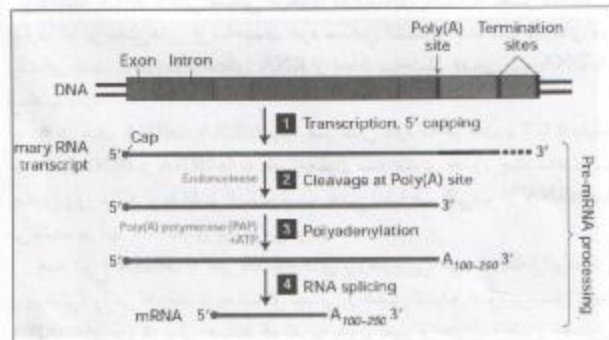 Poly(A) Termination
site sites
Exon Intron
DNA
1 Transcription, 5' capping
Cap
mary RNA
transcript 5' 3'
Endonuclease 2 Cleavage at Poly(A) site
5' 3'
Poly(A) polymerase (PAP)
+ATP
3 Polyadenylation
5' A100–250 3'
4 RNA splicing
mRNA 5' A100–250 3'
Pre-mRNA processing